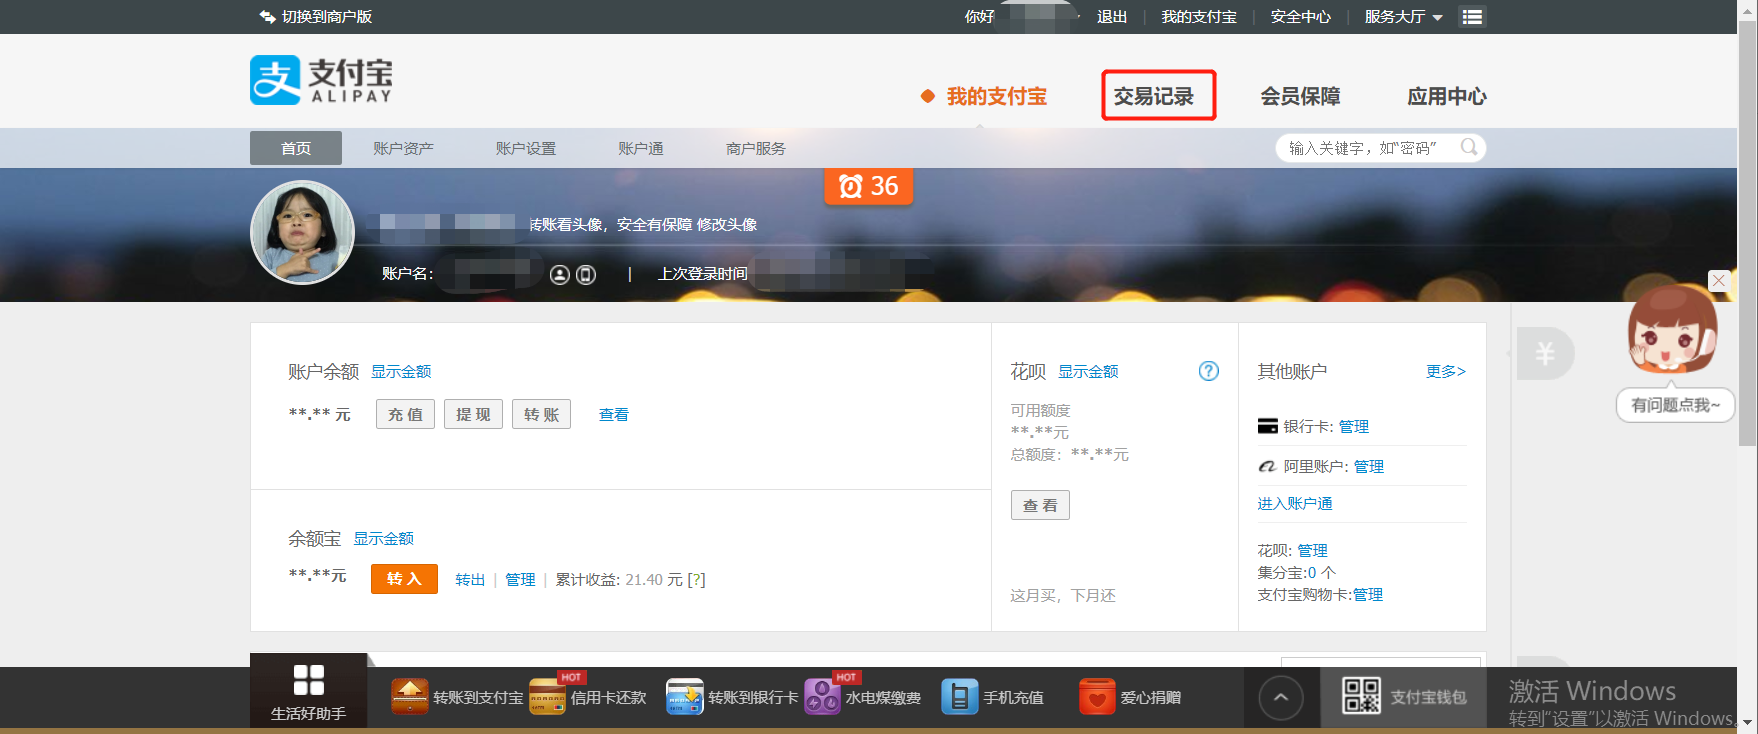 切换到商户版
你好
退出
我的支付宝
安全中心
服务大厅
支付宝
ALIPAY
我的支付宝
交易记录
会员保障
应用中心
首页
账户资产
账户设置
账户通
商户服务
输入关键字，如“密码”
36
转账看头像，安全有保障 修改头像
账户名：
|
上次登录时间
账户余额 显示金额
**.** 元
充 值
提 现
转 账
查看
花呗 显示金额
?
可用额度
**.**元
总额度：**.**元
查 看
这月买，下月还
其他账户
更多>
银行卡: 管理
阿里账户: 管理
进入账户通
花呗: 管理
集分宝:0 个
支付宝购物卡:管理
余额宝 显示金额
**.**元
转 入
转出 | 管理 | 累计收益: 21.40 元 [?]
¥
有问题点我~
生活好助手
转账到支付宝
HOT
信用卡还款
转账到银行卡
HOT
水电煤缴费
手机充值
爱心捐赠
支付宝钱包
激活 Windows
转到“设置”以激活 Windows。